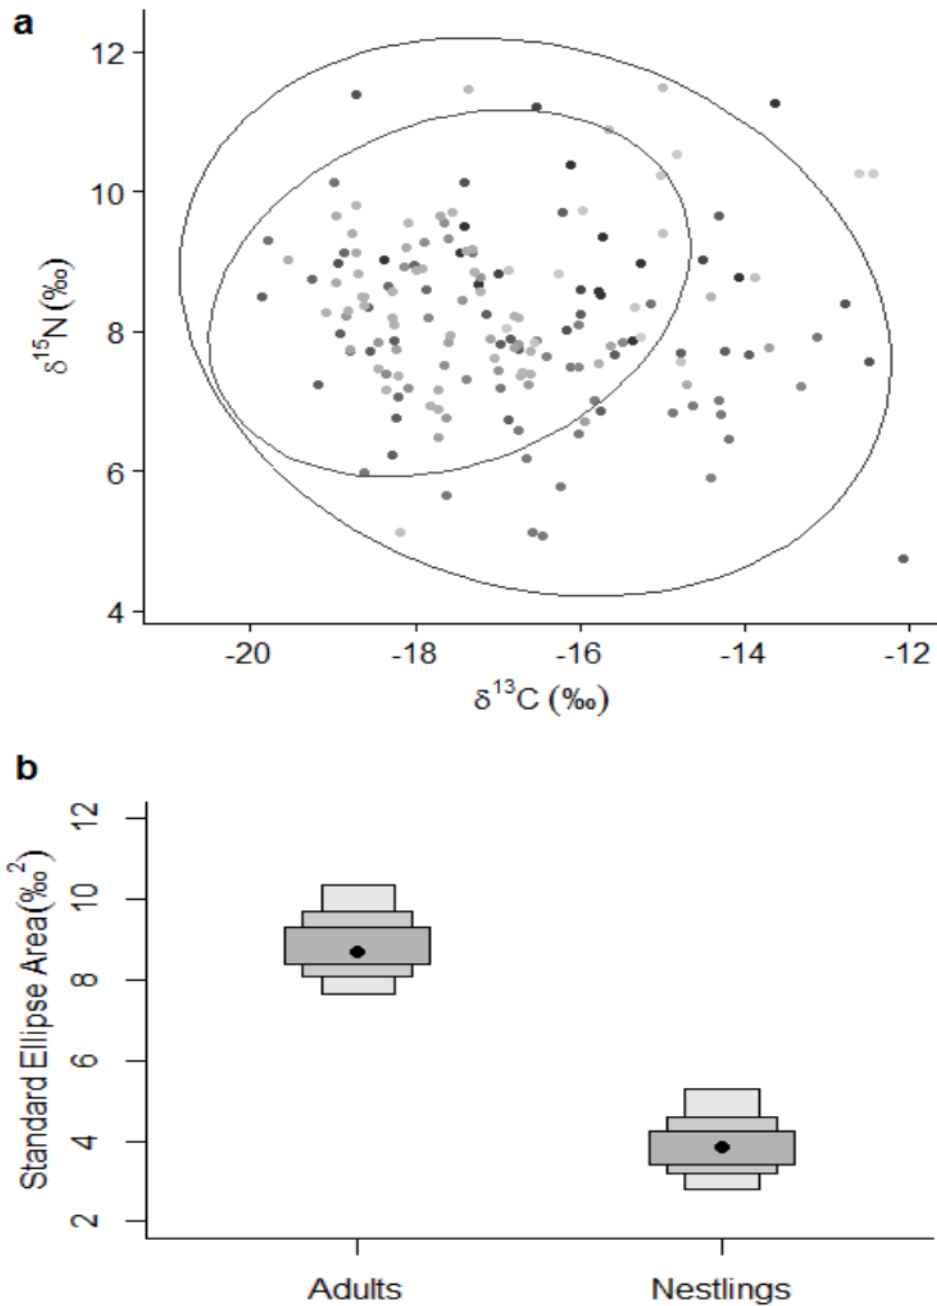 a
12
10
8
6
4
δ15N (‰)
-20 -18 -16 -14 -12
δ13C (‰)
b
12
10
8
6
4
2
Standard Ellipse Area(‰2)
Adults Nestlings